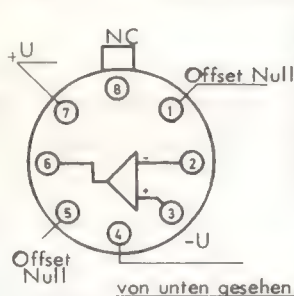 NC
+U
Offset Null
8
7
1
6
-
2
+
5
3
4
Offset
Null
-U
von unten gesehen